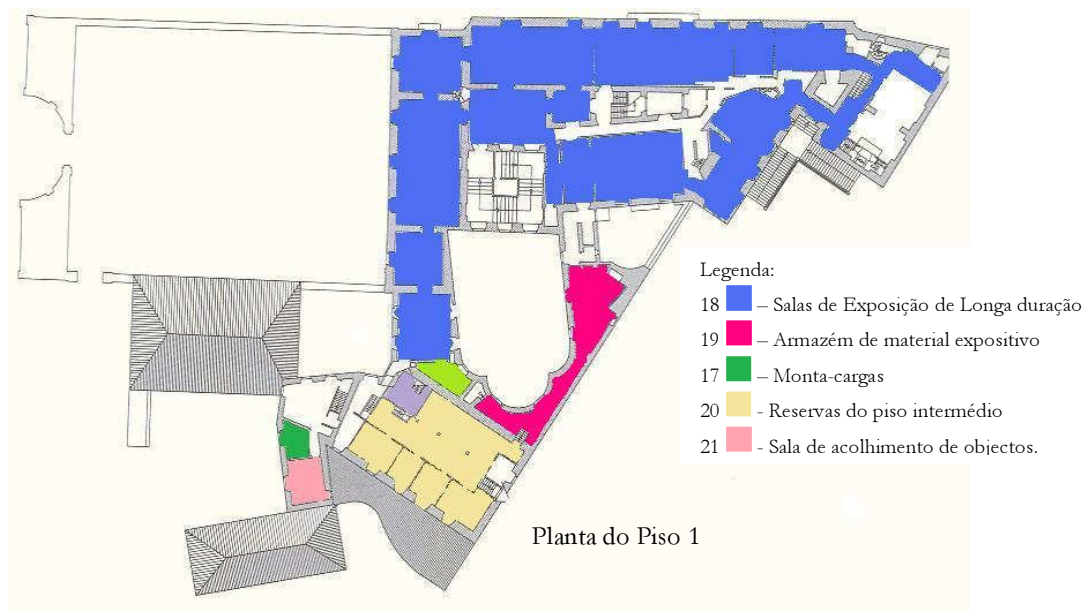 Legenda:
18 – Salas de Exposição de Longa duração
19 – Armazém de material expositivo
17 – Monta-cargas
20 - Reservas do piso intermédio
21 - Sala de acolhimento de objectos.
Planta do Piso 1